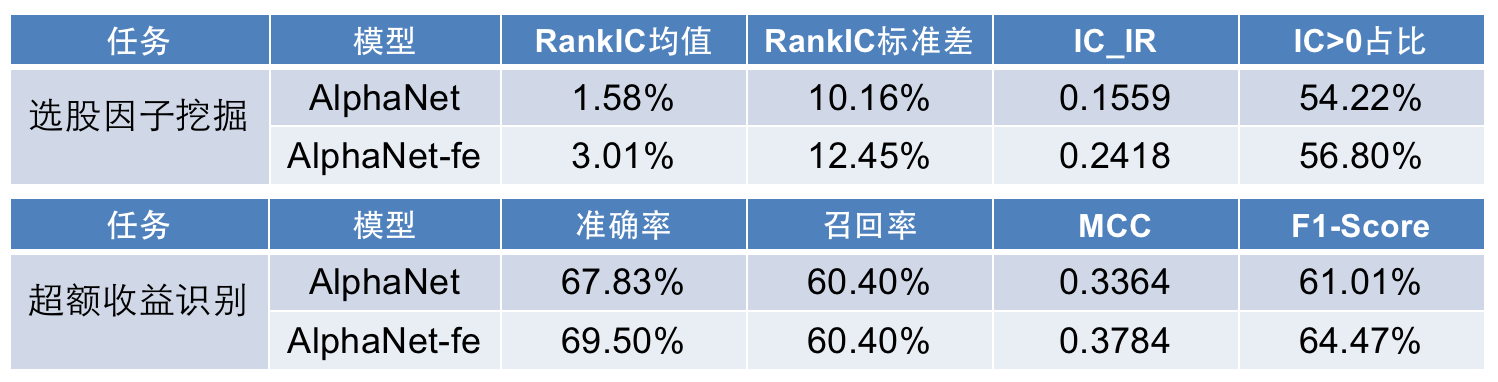 任务 模型 RankIC均值 RankIC标准差 IC_IR IC>0占比
选股因子挖掘 AlphaNet 1.58% 10.16% 0.1559 54.22%
AlphaNet-fe 3.01% 12.45% 0.2418 56.80%
任务 模型 准确率 召回率 MCC F1-Score
超额收益识别 AlphaNet 67.83% 60.40% 0.3364 61.01%
AlphaNet-fe 69.50% 60.40% 0.3784 64.47%